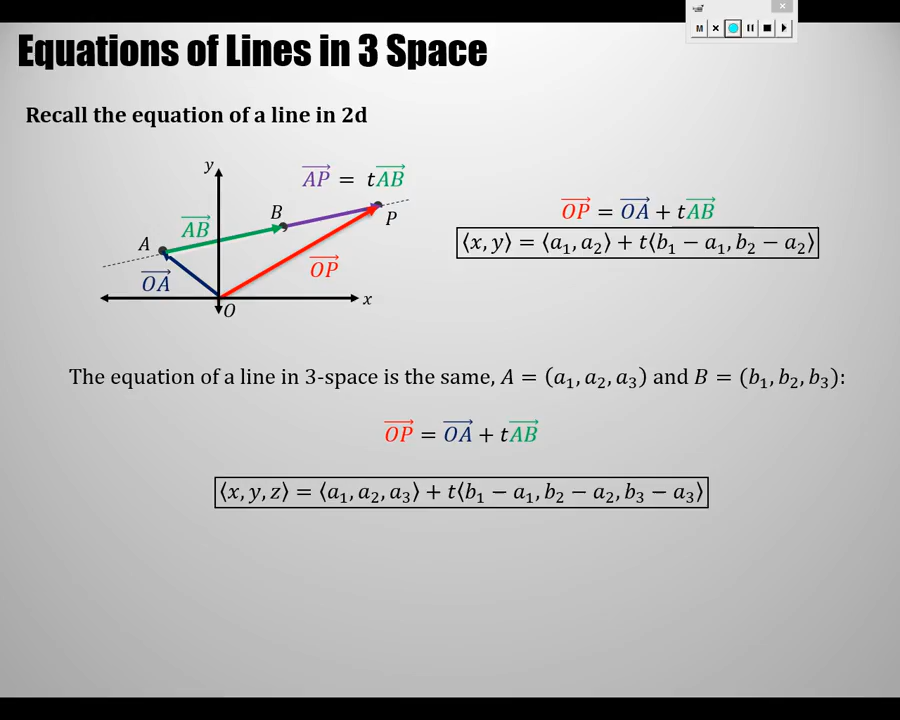 Equations of Lines in 3 Space
M
Recall the equation of a line in 2d
y
AP⃗ = tAB⃗
B
P
AB⃗
A
OA⃗
OP⃗
x
O
OP⃗ = OA⃗ + tAB⃗
⟨x, y⟩ = ⟨a₁, a₂⟩ + t⟨b₁ − a₁, b₂ − a₂⟩
The equation of a line in 3-space is the same, A = (a₁, a₂, a₃) and B = (b₁, b₂, b₃):
OP⃗ = OA⃗ + tAB⃗
⟨x, y, z⟩ = ⟨a₁, a₂, a₃⟩ + t⟨b₁ − a₁, b₂ − a₂, b₃ − a₃⟩